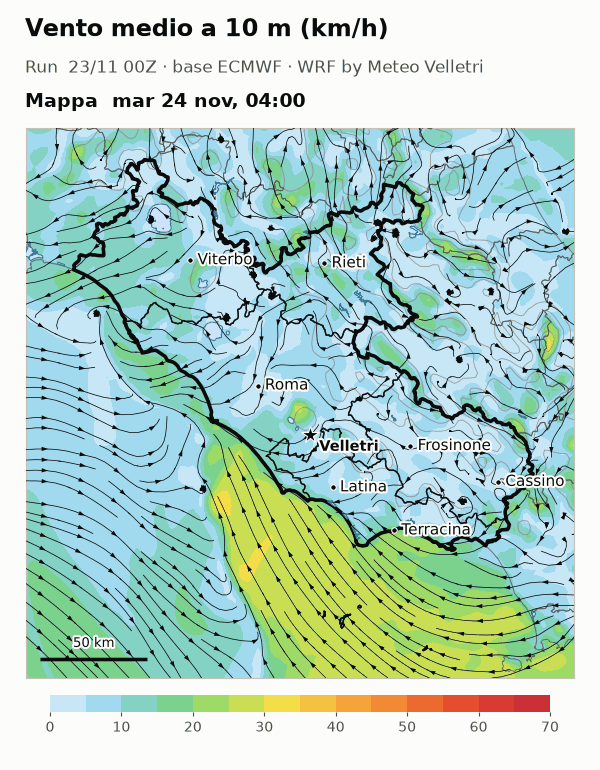 Vento medio a 10 m (km/h)
Run  23/11 00Z · base ECMWF · WRF by Meteo Velletri
Mappa  mar 24 nov, 04:00
Viterbo
Rieti
Roma
Velletri
Frosinone
Latina
Cassino
Terracina
50 km
0 10 20 30 40 50 60 70